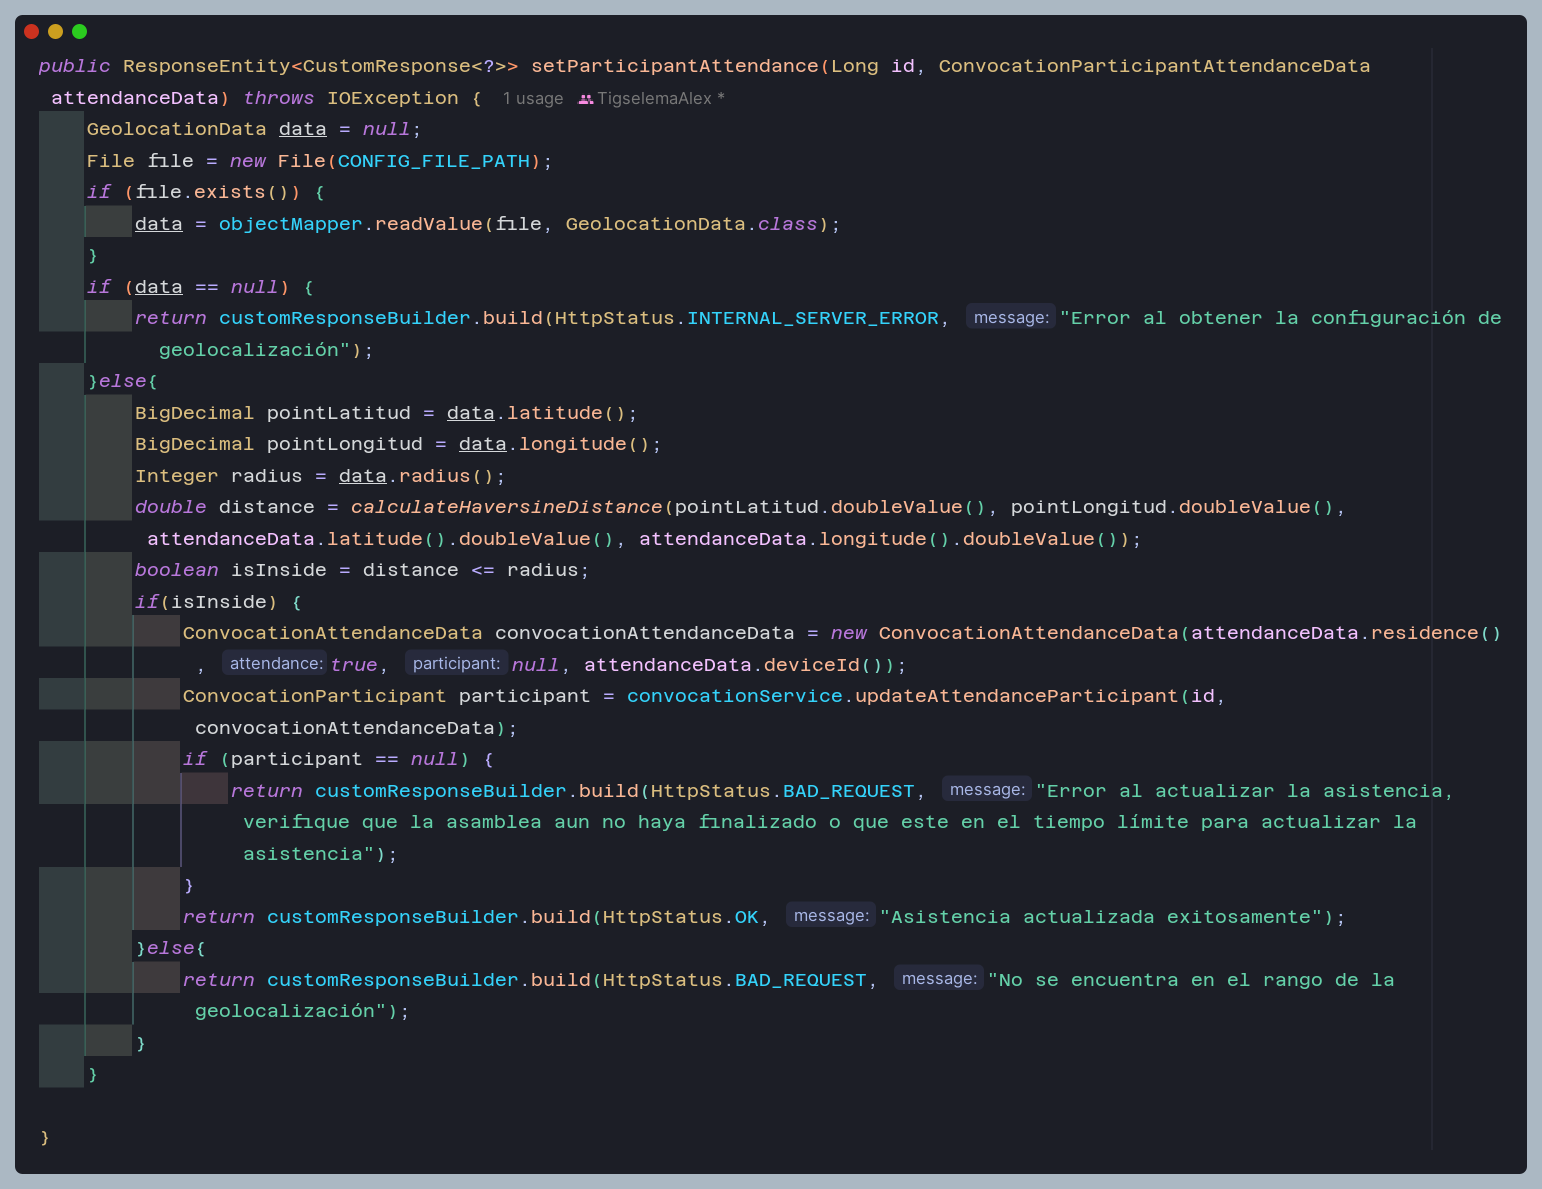 public ResponseEntity<CustomResponse<?>> setParticipantAttendance(Long id, ConvocationParticipantAttendanceData
attendanceData) throws IOException { 1 usage TigselemaAlex *
GeolocationData data = null;
File file = new File(CONFIG_FILE_PATH);
if (file.exists()) {
data = objectMapper.readValue(file, GeolocationData.class);
}
if (data == null) {
return customResponseBuilder.build(HttpStatus.INTERNAL_SERVER_ERROR, message: "Error al obtener la configuración de
geolocalización");
}else{
BigDecimal pointLatitud = data.latitude();
BigDecimal pointLongitud = data.longitude();
Integer radius = data.radius();
double distance = calculateHaversineDistance(pointLatitud.doubleValue(), pointLongitud.doubleValue(),
attendanceData.latitude().doubleValue(), attendanceData.longitude().doubleValue());
boolean isInside = distance <= radius;
if(isInside) {
ConvocationAttendanceData convocationAttendanceData = new ConvocationAttendanceData(attendanceData.residence()
, attendance: true, participant: null, attendanceData.deviceId());
ConvocationParticipant participant = convocationService.updateAttendanceParticipant(id,
convocationAttendanceData);
if (participant == null) {
return customResponseBuilder.build(HttpStatus.BAD_REQUEST, message: "Error al actualizar la asistencia,
verifique que la asamblea aun no haya finalizado o que este en el tiempo límite para actualizar la
asistencia");
}
return customResponseBuilder.build(HttpStatus.OK, message: "Asistencia actualizada exitosamente");
}else{
return customResponseBuilder.build(HttpStatus.BAD_REQUEST, message: "No se encuentra en el rango de la
geolocalización");
}
}
}